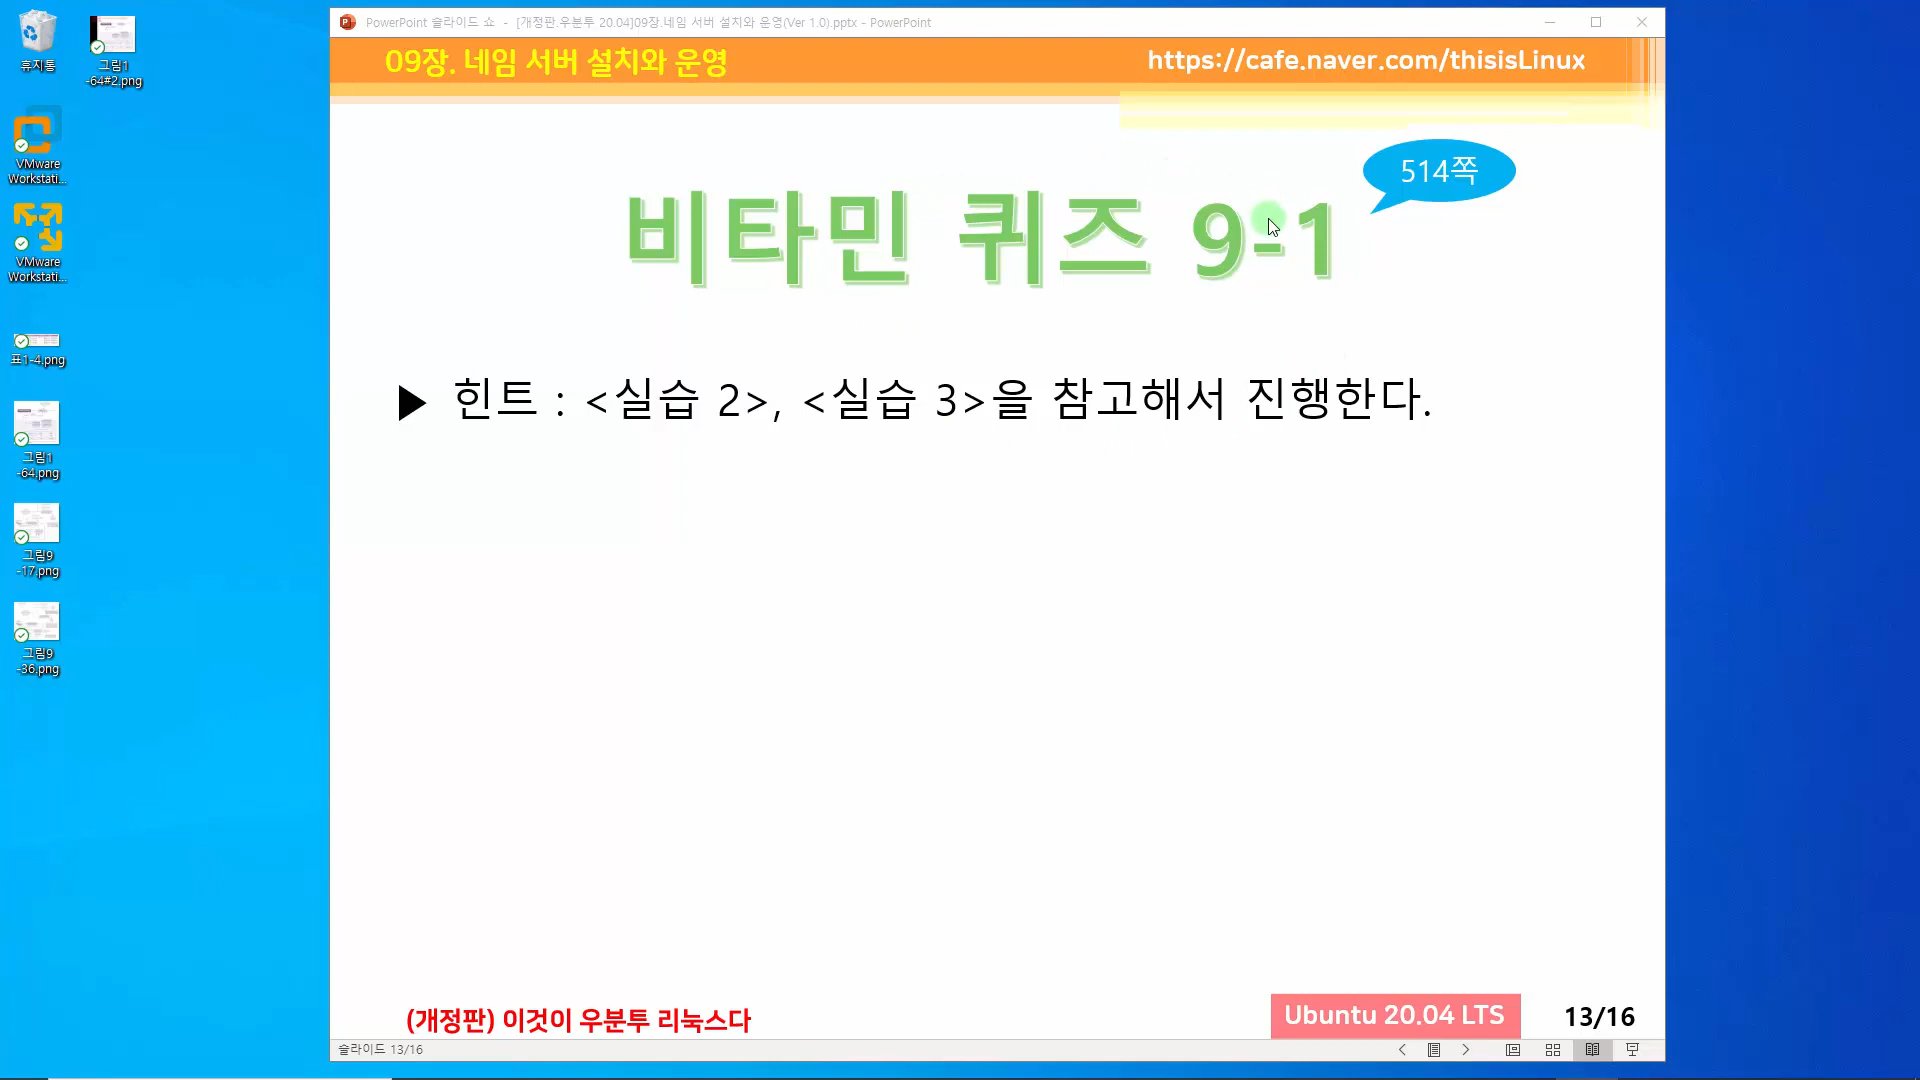 휴지통
그림1
-64#2.png
VMware
Workstati...
VMware
Workstati...
표1-4.png
그림1
-64.png
그림9
-17.png
그림9
-36.png
PowerPoint 슬라이드 쇼 - [개정판.우분투 20.04]09장.네임 서버 설치와 운영(Ver 1.0).pptx - PowerPoint
09장. 네임 서버 설치와 운영
https://cafe.naver.com/thisisLinux
514쪽
비타민 퀴즈 9-1
▶ 힌트 : <실습 2>, <실습 3>을 참고해서 진행한다.
(개정판) 이것이 우분투 리눅스다
Ubuntu 20.04 LTS
13/16
슬라이드 13/16